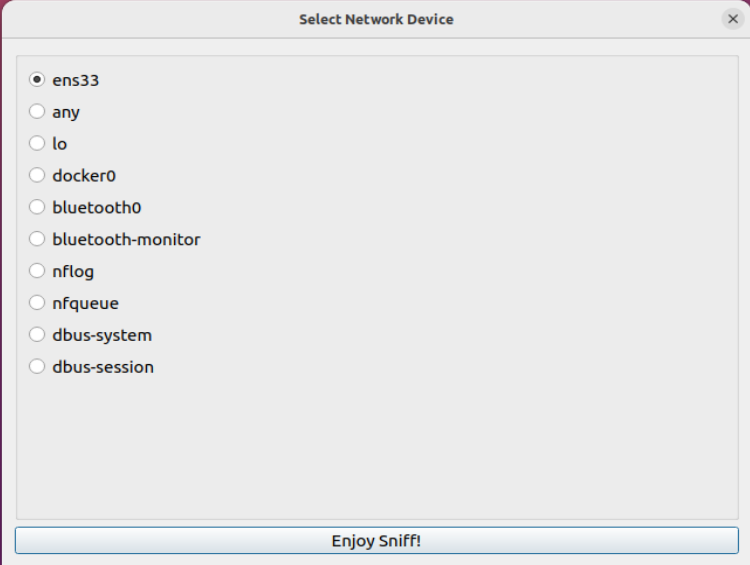 Select Network Device
ens33
any
lo
docker0
bluetooth0
bluetooth-monitor
nflog
nfqueue
dbus-system
dbus-session
Enjoy Sniff!